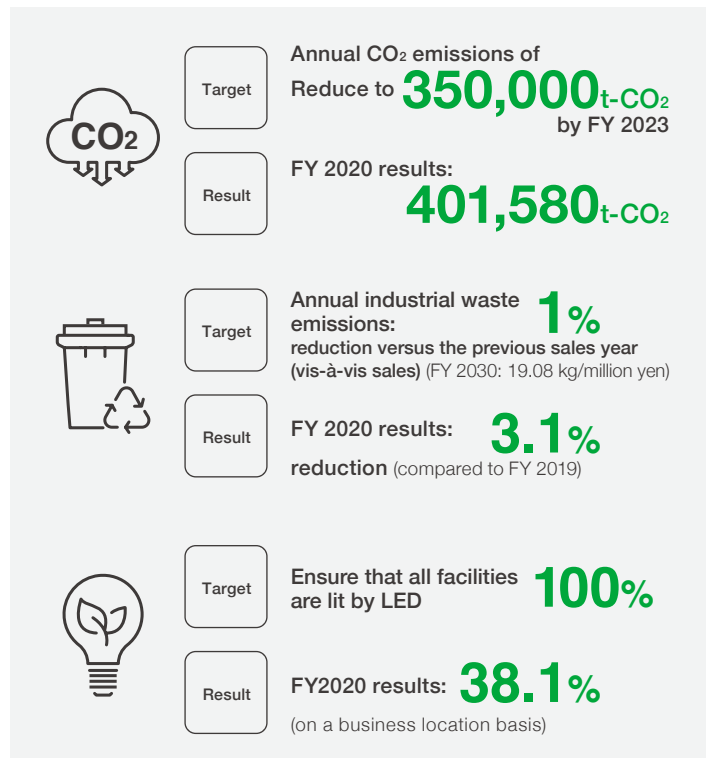 CO2
Target
Annual CO2 emissions of
Reduce to 350,000t-CO2
by FY 2023
Result
FY 2020 results:
401,580t-CO2
Target
Annual industrial waste
emissions: 1%
reduction versus the previous sales year
(vis-à-vis sales) (FY 2030: 19.08 kg/million yen)
Result
FY 2020 results: 3.1%
reduction (compared to FY 2019)
Target
Ensure that all facilities
are lit by LED 100%
Result
FY2020 results: 38.1%
(on a business location basis)